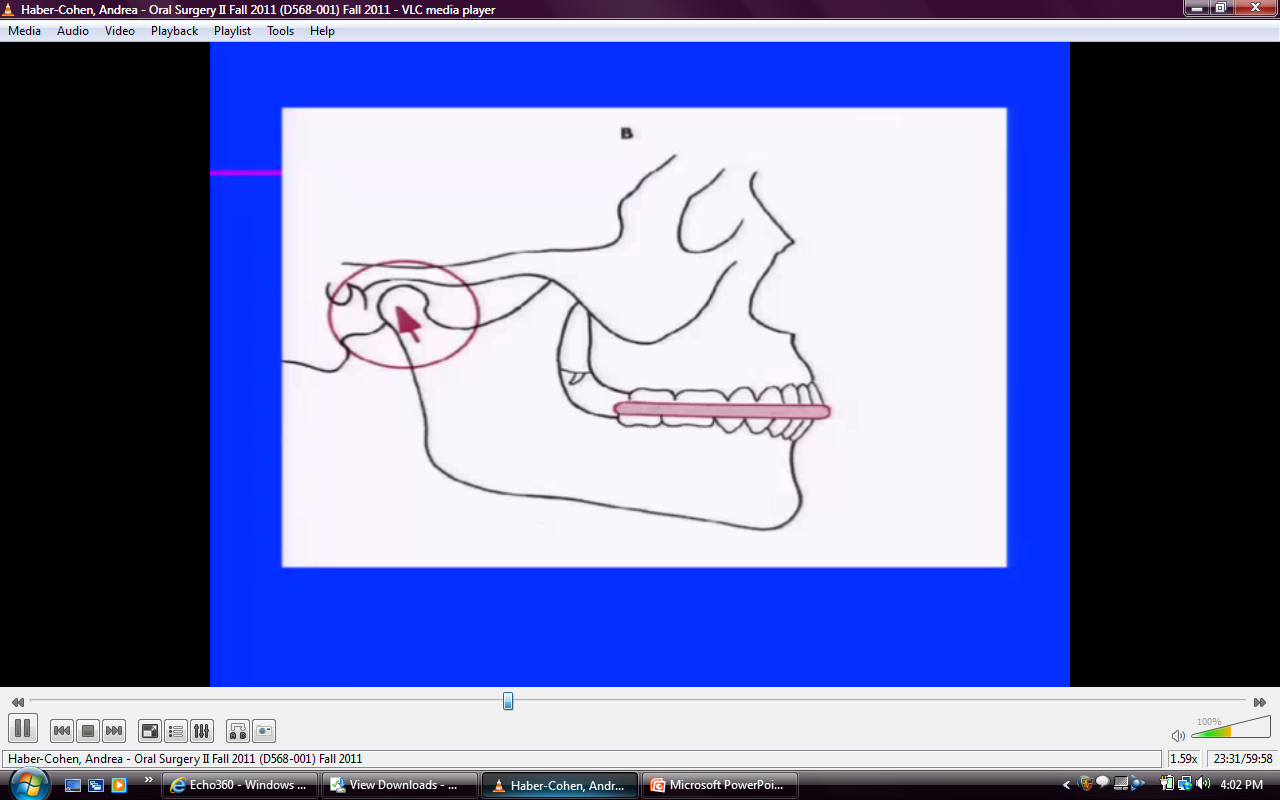 Haber-Cohen, Andrea - Oral Surgery II Fall 2011 (D568-001) Fall 2011 - VLC media player
Media Audio Video Playback Playlist Tools Help
B
100%
Haber-Cohen, Andrea - Oral Surgery II Fall 2011 (D568-001) Fall 2011
1.59x
23:31/59:58
Echo360 - Windows ...
View Downloads - ...
Haber-Cohen, Andr...
Microsoft PowerPoi...
4:02 PM